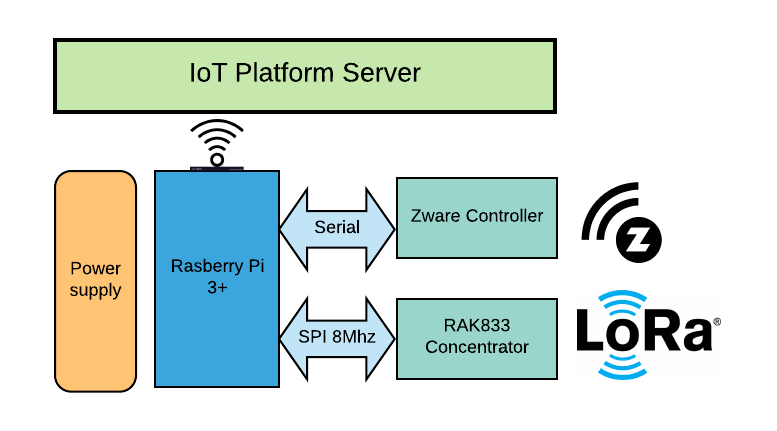 IoT Platform Server
Power
supply
Rasberry Pi
3+
Serial
Zware Controller
Z
SPI 8Mhz
RAK833
Concentrator
LoRa®